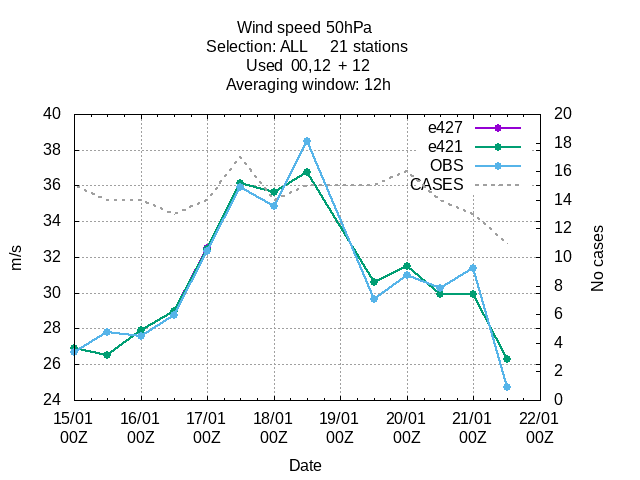 Wind speed 50hPa
Selection: ALL 21 stations
Used 00,12 + 12
Averaging window: 12h
40 20
38 18
36 16
34 14
32 12
30 10
28 8
26 6
24 4
2
0
e427
e421
OBS
CASES
m/s
No cases
15/01 16/01 17/01 18/01 19/01 20/01 21/01 22/01
00Z 00Z 00Z 00Z 00Z 00Z 00Z 00Z
Date